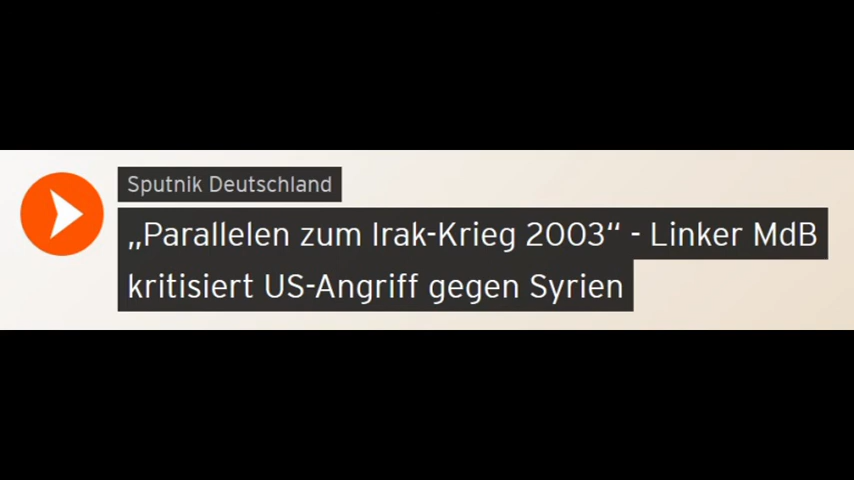 Sputnik Deutschland
„Parallelen zum Irak-Krieg 2003“ - Linker MdB
kritisiert US-Angriff gegen Syrien